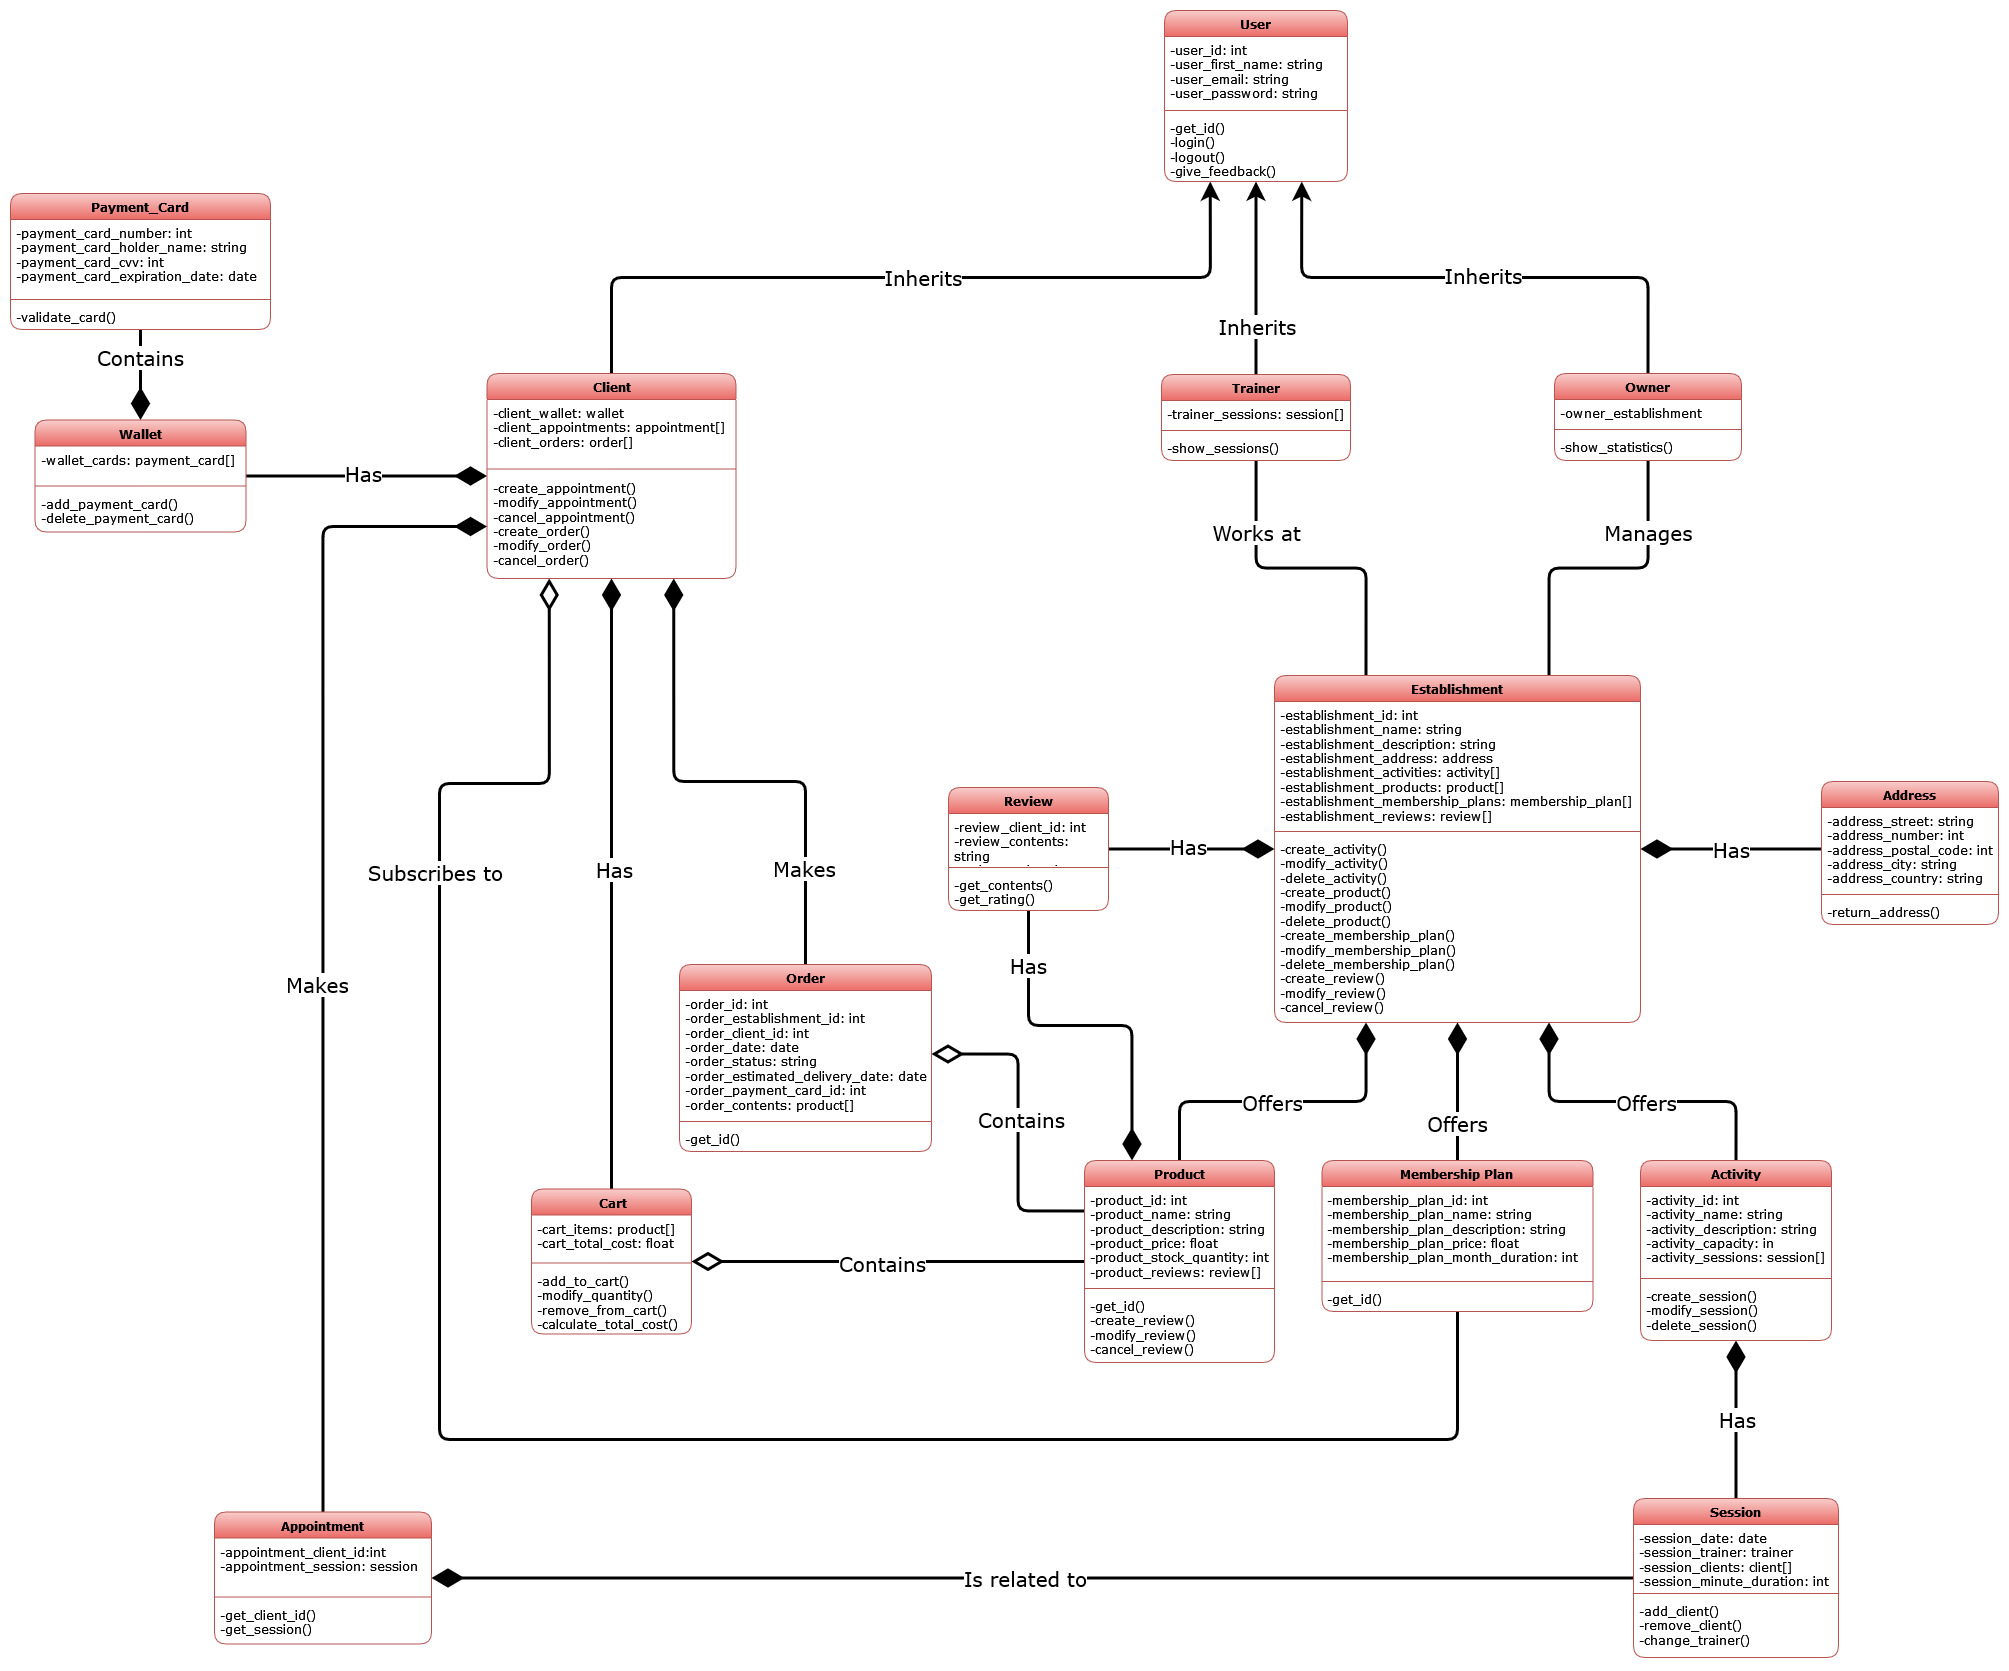 User
-user_id: int
-user_first_name: string
-user_email: string
-user_password: string
-get_id()
-login()
-logout()
-give_feedback()
Payment_Card
-payment_card_number: int
-payment_card_holder_name: string
-payment_card_cvv: int
-payment_card_expiration_date: date
-validate_card()
Contains
Inherits
Inherits
Inherits
Wallet
-wallet_cards: payment_card[]
-add_payment_card()
-delete_payment_card()
Has
Client
-client_wallet: wallet
-client_appointments: appointment[]
-client_orders: order[]
-create_appointment()
-modify_appointment()
-cancel_appointment()
-create_order()
-modify_order()
-cancel_order()
Trainer
-trainer_sessions: session[]
-show_sessions()
Owner
-owner_establishment
-show_statistics()
Works at
Manages
Establishment
-establishment_id: int
-establishment_name: string
-establishment_description: string
-establishment_address: address
-establishment_activities: activity[]
-establishment_products: product[]
-establishment_membership_plans: membership_plan[]
-establishment_reviews: review[]
-create_activity()
-modify_activity()
-delete_activity()
-create_product()
-modify_product()
-delete_product()
-create_membership_plan()
-modify_membership_plan()
-delete_membership_plan()
-create_review()
-modify_review()
-cancel_review()
Review
-review_client_id: int
-review_contents:
string
-get_contents()
-get_rating()
Has
Has
Address
-address_street: string
-address_number: int
-address_postal_code: int
-address_city: string
-address_country: string
-return_address()
Subscribes to
Has
Makes
Makes
Has
Order
-order_id: int
-order_establishment_id: int
-order_client_id: int
-order_date: date
-order_status: string
-order_estimated_delivery_date: date
-order_payment_card_id: int
-order_contents: product[]
-get_id()
Contains
Offers
Offers
Offers
Cart
-cart_items: product[]
-cart_total_cost: float
-add_to_cart()
-modify_quantity()
-remove_from_cart()
-calculate_total_cost()
Contains
Product
-product_id: int
-product_name: string
-product_description: string
-product_price: float
-product_stock_quantity: int
-product_reviews: review[]
-get_id()
-create_review()
-modify_review()
-cancel_review()
Membership Plan
-membership_plan_id: int
-membership_plan_name: string
-membership_plan_description: string
-membership_plan_price: float
-membership_plan_month_duration: int
-get_id()
Activity
-activity_id: int
-activity_name: string
-activity_description: string
-activity_capacity: in
-activity_sessions: session[]
-create_session()
-modify_session()
-delete_session()
Has
Appointment
-appointment_client_id:int
-appointment_session: session
-get_client_id()
-get_session()
Is related to
Session
-session_date: date
-session_trainer: trainer
-session_clients: client[]
-session_minute_duration: int
-add_client()
-remove_client()
-change_trainer()